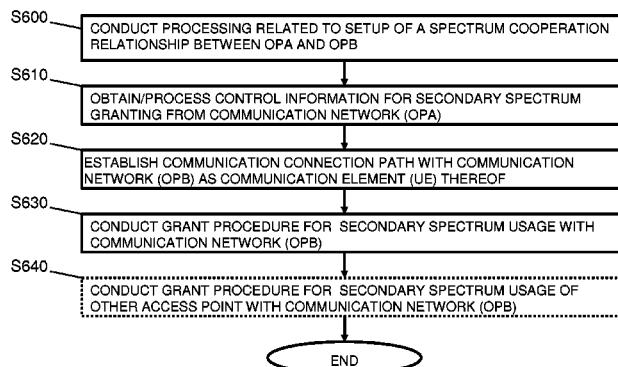 S600
CONDUCT PROCESSING RELATED TO SETUP OF A SPECTRUM COOPERATION
RELATIONSHIP BETWEEN OPA AND OPB
S610
OBTAIN/PROCESS CONTROL INFORMATION FOR SECONDARY SPECTRUM
GRANTING FROM COMMUNICATION NETWORK (OPA)
S620
ESTABLISH COMMUNICATION CONNECTION PATH WITH COMMUNICATION
NETWORK (OPB) AS COMMUNICATION ELEMENT (UE) THEREOF
S630
CONDUCT GRANT PROCEDURE FOR SECONDARY SPECTRUM USAGE WITH
COMMUNICATION NETWORK (OPB)
S640
CONDUCT GRANT PROCEDURE FOR SECONDARY SPECTRUM USAGE OF
OTHER ACCESS POINT WITH COMMUNICATION NETWORK (OPB)
END